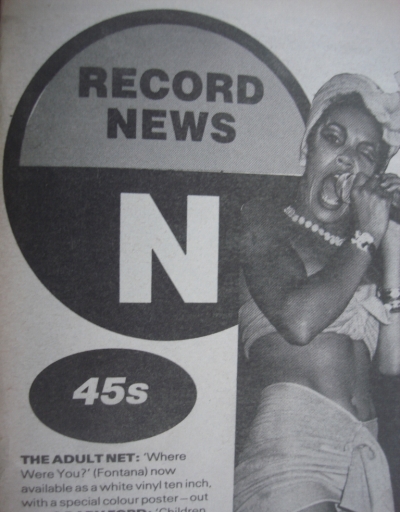 RECORD
NEWS
N
45s
THE ADULT NET: 'Where
Were You?' (Fontana) now
available as a white vinyl ten inch,
with a special colour poster – out
'Children